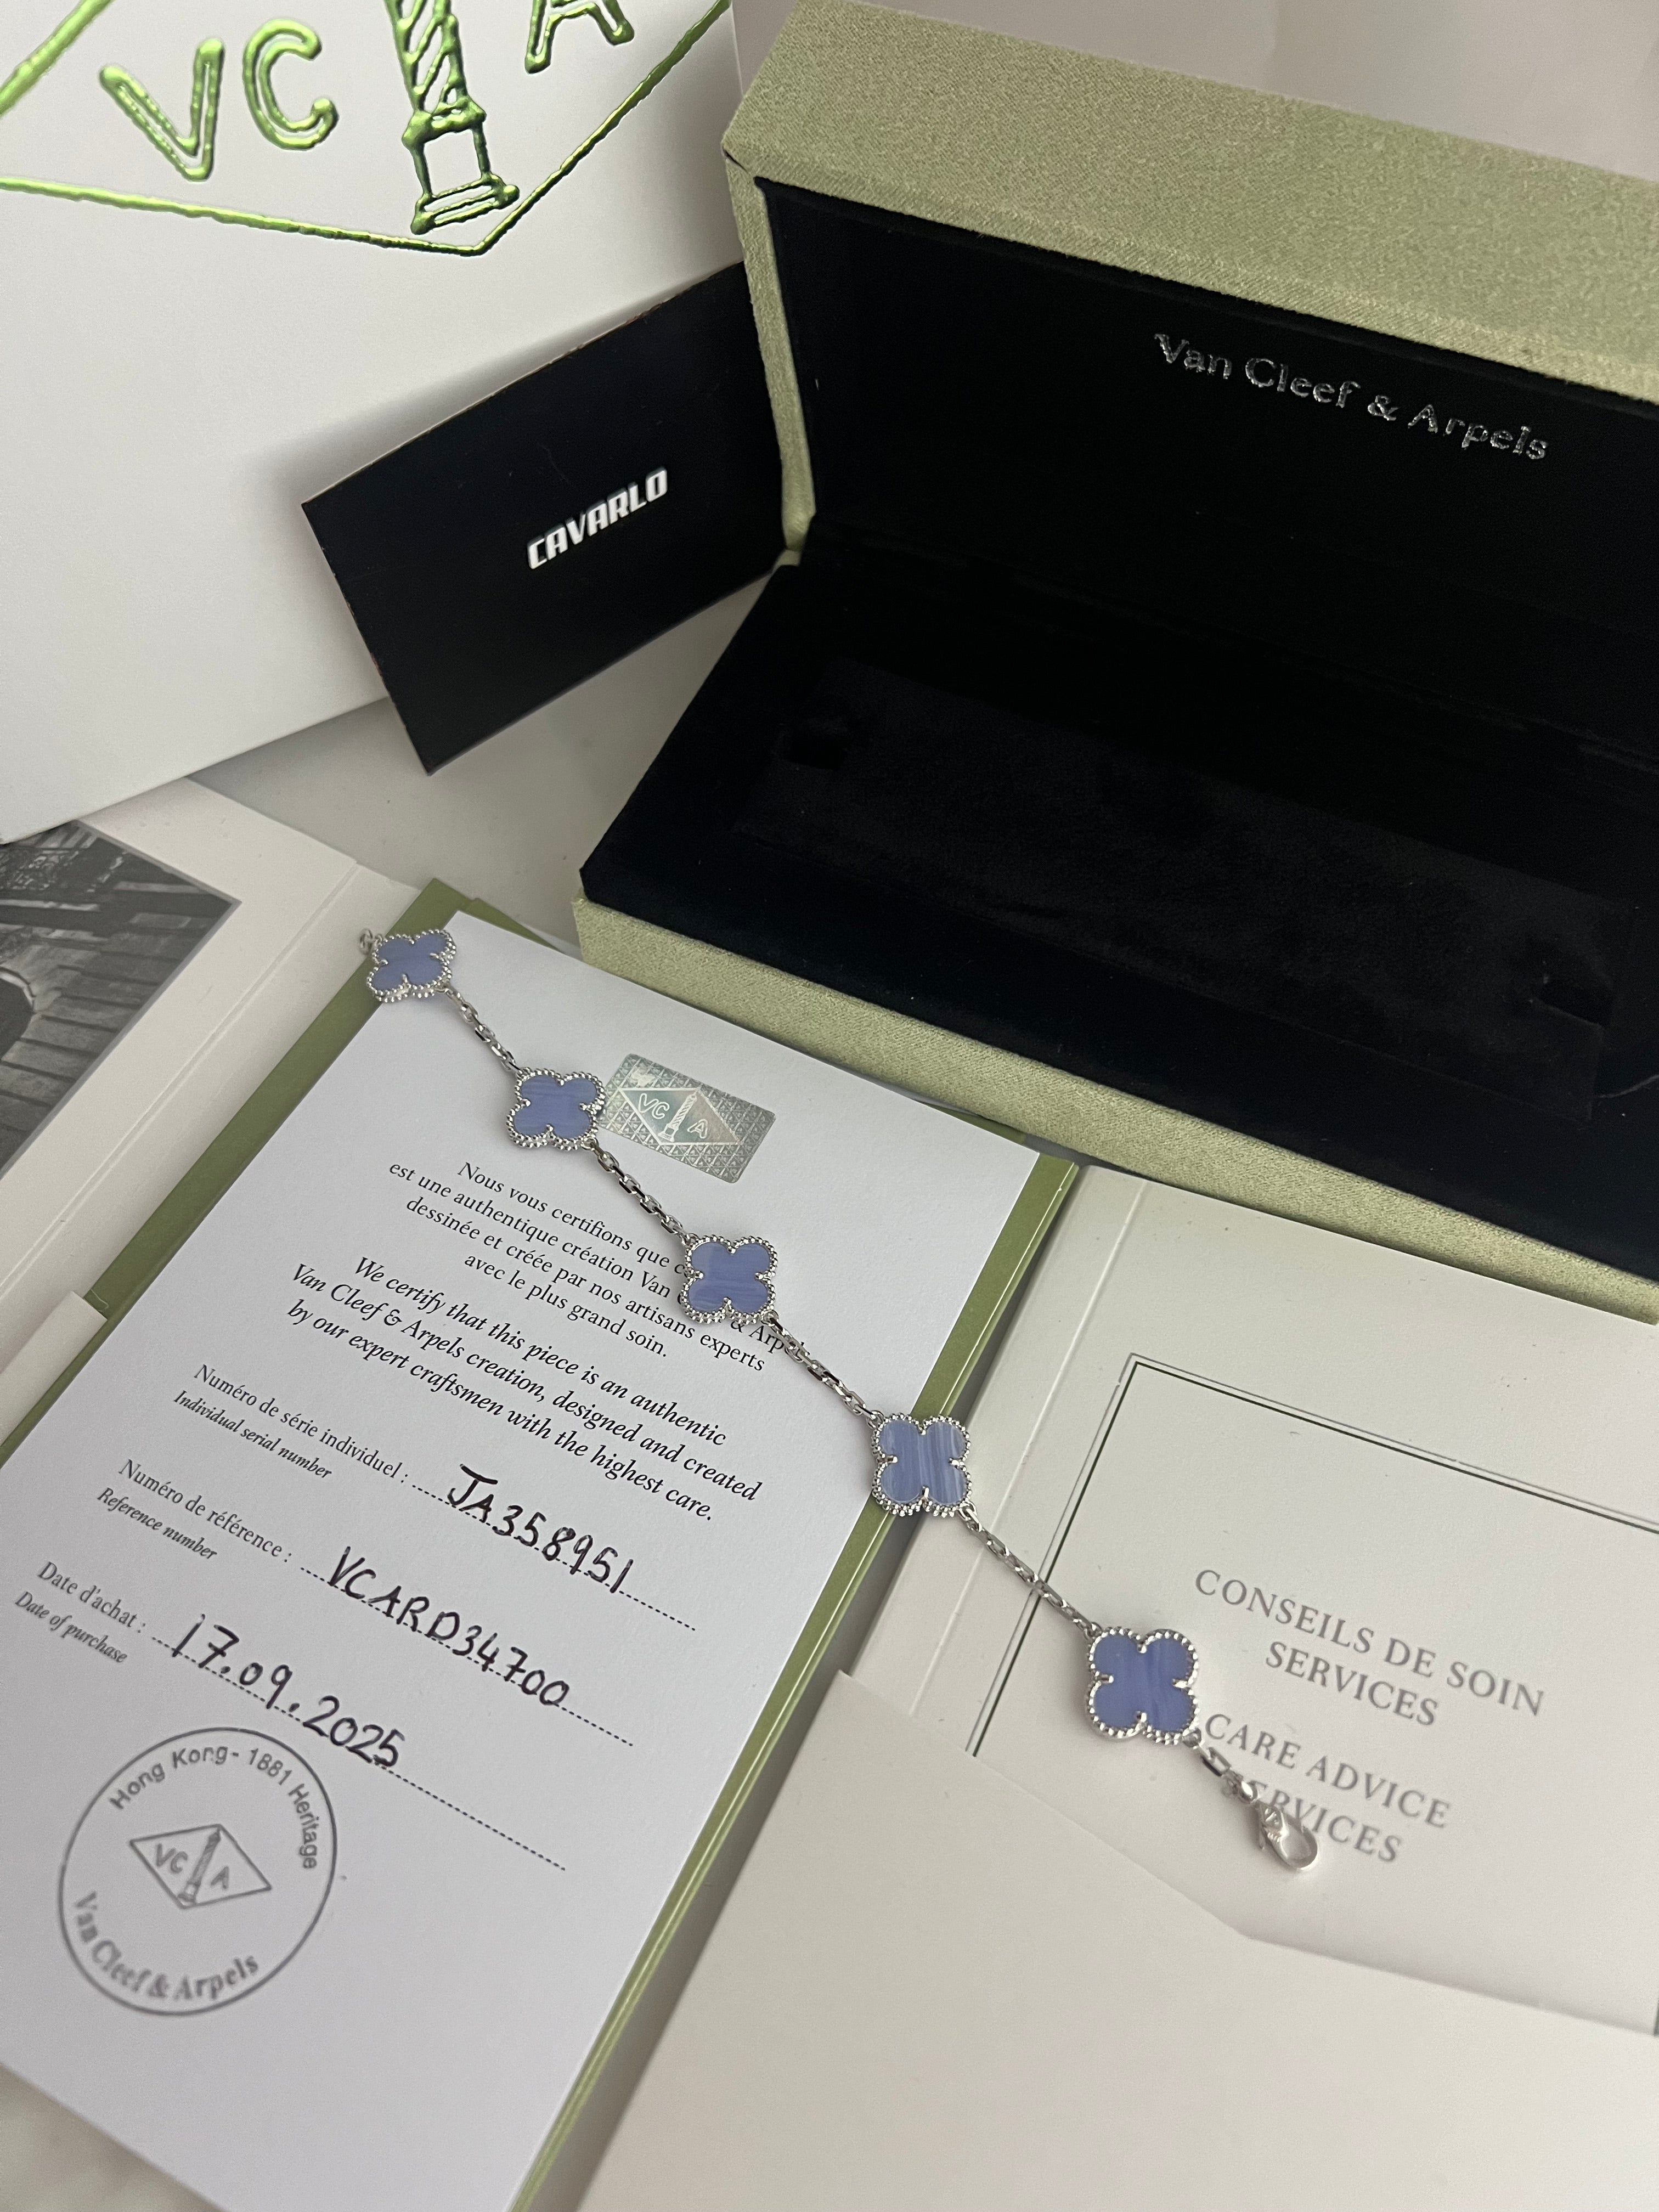 VC A
Van Cleef & Arpels
CAVARLO
VC A
Nous vous certifions que
est une authentique création Van & Arpe
dessinée et créée par nos artisans experts
avec le plus grand soin.
We certify that this piece is an authentic
Van Cleef & Arpels creation, designed and created
by our expert craftsmen with the highest care.
Numéro de série individuel : JA358951
Individual serial number
Numéro de référence : VCARD34700
Reference number
Date d'achat : 17.09.2025
Date of purchase
Hong Kong - 1881 Heritage
VC A
Van Cleef & Arpels
CONSEILS DE SOIN
SERVICES
CARE ADVICE
SERVICES